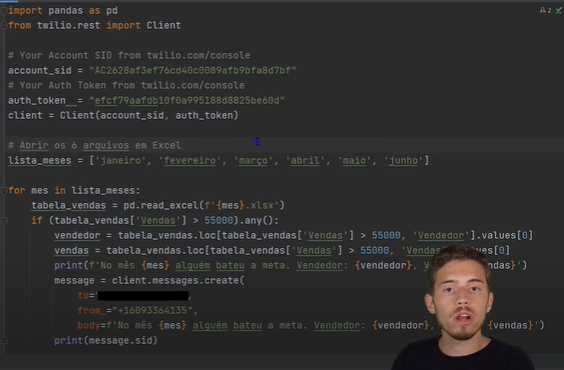 import pandas as pd
from twilio.rest import Client
# Your Account SID from twilio.com/console
account_sid = "AC2628af3ef76cd40c0089afb9bfa8d7bf"
# Your Auth Token from twilio.com/console
auth_token = "efcf79aafdb10f0a995188d8825be60d"
client = Client(account_sid, auth_token)
# Abrir os 6 arquivos em Excel
lista_meses = ['janeiro', 'fevereiro', 'março', 'abril', 'maio', 'junho']
for mes in lista_meses:
tabela_vendas = pd.read_excel(f'{mes}.xlsx')
if (tabela_vendas['Vendas'] > 55000).any():
vendedor = tabela_vendas.loc[tabela_vendas['Vendas'] > 55000, 'Vendedor'].values[0]
vendas = tabela_vendas.loc[tabela_vendas['Vendas'] > 55000, 'Vendas'].values[0]
print(f'No mês {mes} alguém bateu a meta. Vendedor: {vendedor}, V }')
message = client.messages.create(
to='
from_="+16093364135",
body=f'No mês {mes} alguém bateu a meta. Vendedor: {vendedor}, {vendas}')
print(message.sid)
2